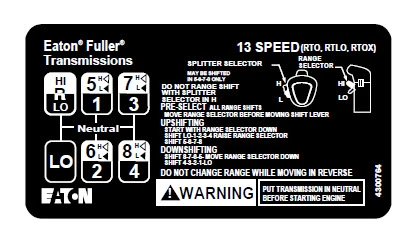 Eaton® Fuller®
Transmissions
13 SPEED (RTO, RTLO, RTOX)
SPLITTER SELECTOR
RANGE
SELECTOR
MAY BE SHIFTED
IN 5-6-7-8 ONLY
DO NOT RANGE SHIFT
WITH SPLITTER
SELECTOR IN H
H
L
HI
LO
PRE-SELECT ALL RANGE SHIFTS
MOVE RANGE SELECTOR BEFORE MOVING SHIFT LEVER
UPSHIFTING
START WITH RANGE SELECTOR DOWN
SHIFT LO-1-2-3-4 RAISE RANGE SELECTOR
SHIFT 5-6-7-8
DOWNSHIFTING
SHIFT 8-7-6-5- MOVE RANGE SELECTOR DOWN
SHIFT 4-3-2-1-LO
DO NOT CHANGE RANGE WHILE MOVING IN REVERSE
HI
R
LO
5 H L
1
7 H L
3
Neutral
LO
6 H L
2
8 H L
4
EATON
WARNING
PUT TRANSMISSION IN NEUTRAL
BEFORE STARTING ENGINE
4300764